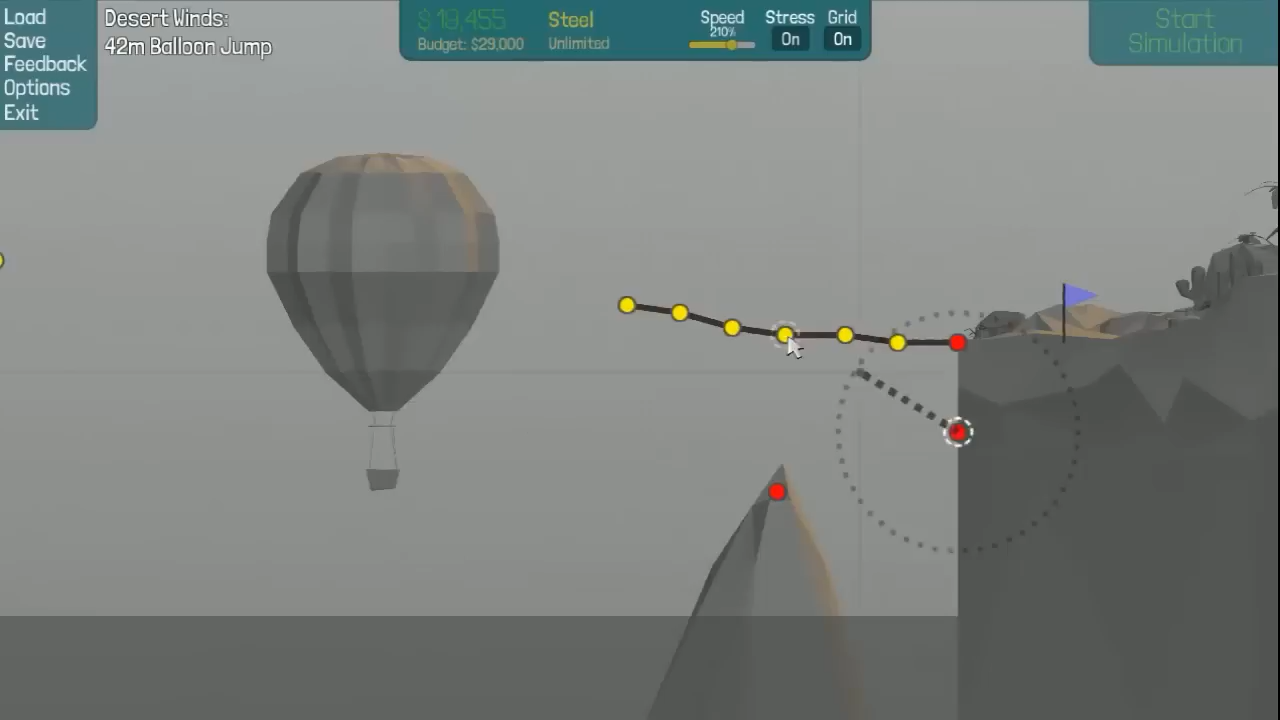 Load
Save
Feedback
Options
Exit
Desert Winds:
42m Balloon Jump
Budget: $29,000
Steel
Unlimited
Speed
210%
Stress
On
Grid
On
Start
Simulation